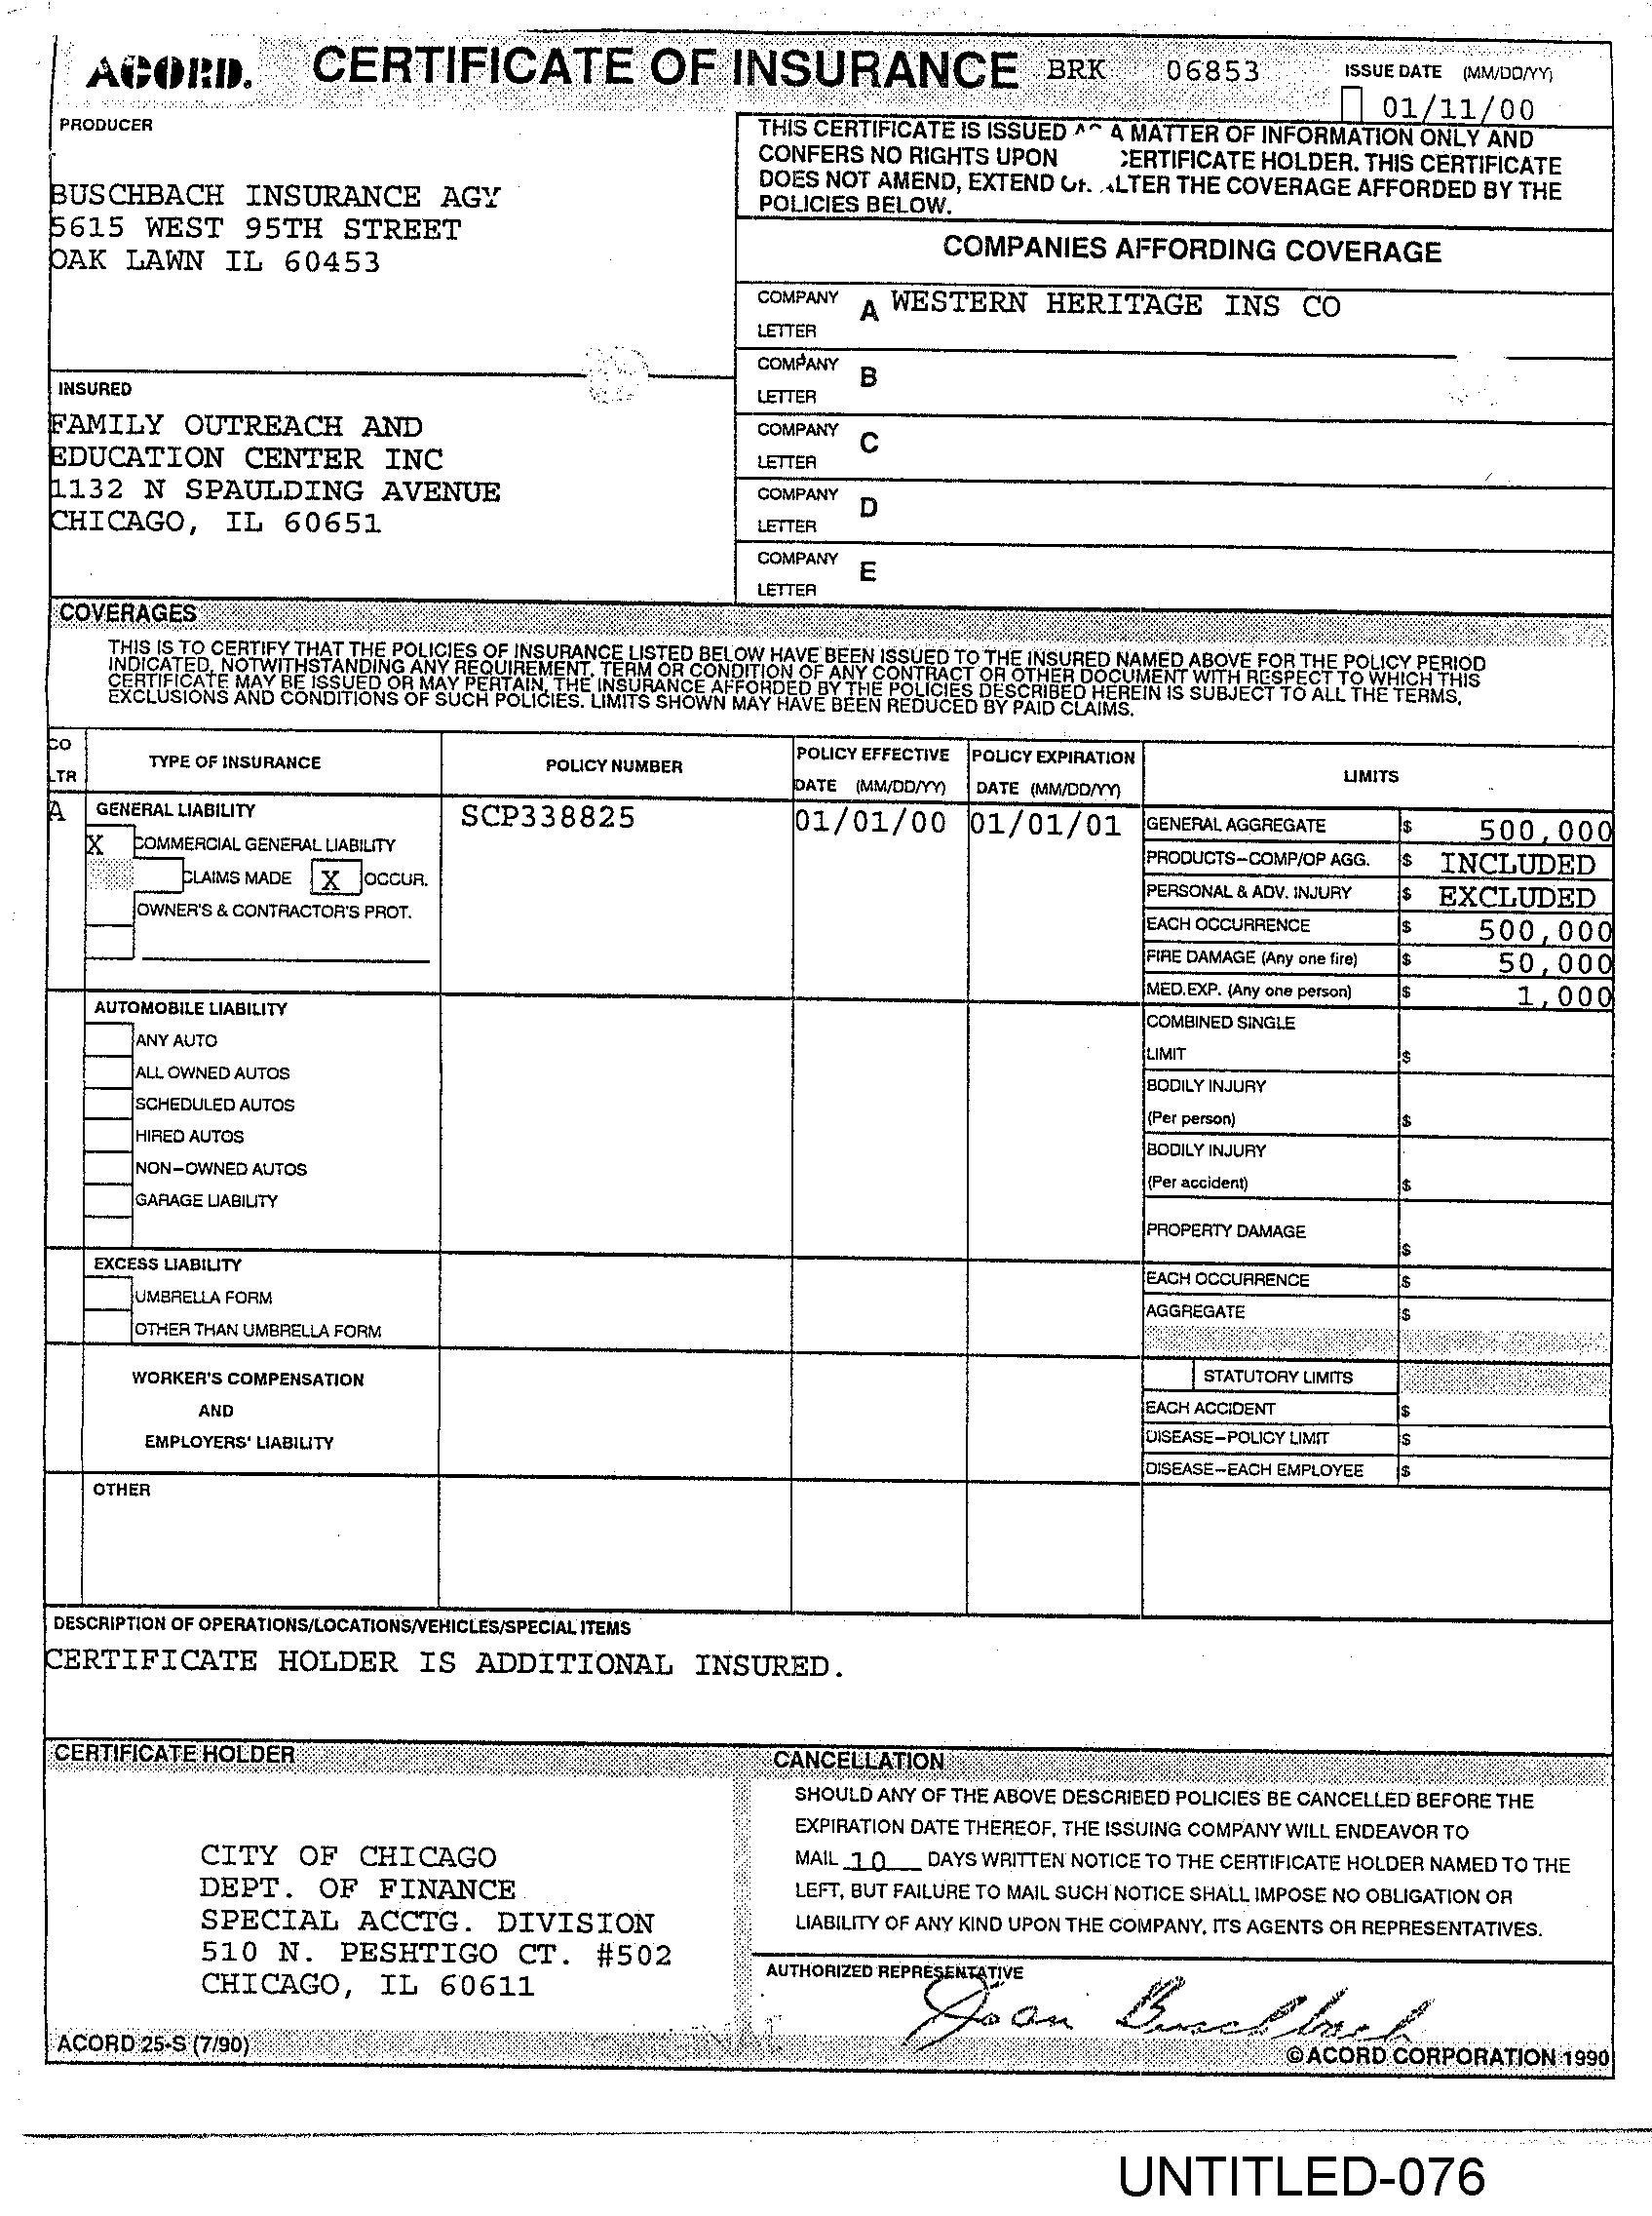 ACORD. CERTIFICATE OF INSURANCE BRK 06853
ISSUE DATE (MM/DD/YY)
01/11/00
PRODUCER
BUSCHBACH INSURANCE AGY
5615 WEST 95TH STREET
OAK LAWN IL 60453
THIS CERTIFICATE IS ISSUED A MATTER OF INFORMATION ONLY AND
CONFERS NO RIGHTS UPON CERTIFICATE HOLDER. THIS CERTIFICATE
DOES NOT AMEND, EXTEND ALTER THE COVERAGE AFFORDED BY THE
POLICIES BELOW.
COMPANIES AFFORDING COVERAGE
COMPANY LETTER A WESTERN HERITAGE INS CO
COMPANY LETTER B
COMPANY LETTER C
COMPANY LETTER D
COMPANY LETTER E
INSURED
FAMILY OUTREACH AND
EDUCATION CENTER INC
1132 N SPAULDING AVENUE
CHICAGO, IL 60651
COVERAGES
THIS IS TO CERTIFY THAT THE POLICIES OF INSURANCE LISTED BELOW HAVE BEEN ISSUED TO THE INSURED NAMED ABOVE FOR THE POLICY PERIOD
INDICATED, NOTWITHSTANDING ANY REQUIREMENT, TERM OR CONDITION OF ANY CONTRACT OR OTHER DOCUMENT WITH RESPECT TO WHICH THIS
CERTIFICATE MAY BE ISSUED OR MAY PERTAIN, THE INSURANCE AFFORDED BY THE POLICIES DESCRIBED HEREIN IS SUBJECT TO ALL THE TERMS,
EXCLUSIONS AND CONDITIONS OF SUCH POLICIES. LIMITS SHOWN MAY HAVE BEEN REDUCED BY PAID CLAIMS.
CO LTR
TYPE OF INSURANCE
POLICY NUMBER
POLICY EFFECTIVE DATE (MM/DD/YY)
POLICY EXPIRATION DATE (MM/DD/YY)
LIMITS
A GENERAL LIABILITY SCP338825 01/01/00 01/01/01
X COMMERCIAL GENERAL LIABILITY
CLAIMS MADE X OCCUR.
OWNER'S & CONTRACTOR'S PROT.
GENERAL AGGREGATE $ 500,000
PRODUCTS-COMP/OP AGG. $ INCLUDED
PERSONAL & ADV. INJURY $ EXCLUDED
EACH OCCURRENCE $ 500,000
FIRE DAMAGE (Any one fire) $ 50,000
MED.EXP. (Any one person) $ 1,000
AUTOMOBILE LIABILITY
ANY AUTO
ALL OWNED AUTOS
SCHEDULED AUTOS
HIRED AUTOS
NON-OWNED AUTOS
GARAGE LIABILITY
COMBINED SINGLE
LIMIT $
BODILY INJURY
(Per person) $
BODILY INJURY
(Per accident) $
PROPERTY DAMAGE $
EXCESS LIABILITY
UMBRELLA FORM
OTHER THAN UMBRELLA FORM
EACH OCCURRENCE $
AGGREGATE $
WORKER'S COMPENSATION
AND
EMPLOYERS' LIABILITY
STATUTORY LIMITS
EACH ACCIDENT $
DISEASE-POLICY LIMIT $
DISEASE-EACH EMPLOYEE $
OTHER
DESCRIPTION OF OPERATIONS/LOCATIONS/VEHICLES/SPECIAL ITEMS
CERTIFICATE HOLDER IS ADDITIONAL INSURED.
CERTIFICATE HOLDER
CITY OF CHICAGO
DEPT. OF FINANCE
SPECIAL ACCTG. DIVISION
510 N. PESHTIGO CT. #502
CHICAGO, IL 60611
CANCELLATION
SHOULD ANY OF THE ABOVE DESCRIBED POLICIES BE CANCELLED BEFORE THE
EXPIRATION DATE THEREOF, THE ISSUING COMPANY WILL ENDEAVOR TO
MAIL 10 DAYS WRITTEN NOTICE TO THE CERTIFICATE HOLDER NAMED TO THE
LEFT, BUT FAILURE TO MAIL SUCH NOTICE SHALL IMPOSE NO OBLIGATION OR
LIABILITY OF ANY KIND UPON THE COMPANY, ITS AGENTS OR REPRESENTATIVES.
AUTHORIZED REPRESENTATIVE
Joan Buschbach
ACORD 25-S (7/90)
©ACORD CORPORATION 1990
UNTITLED-076